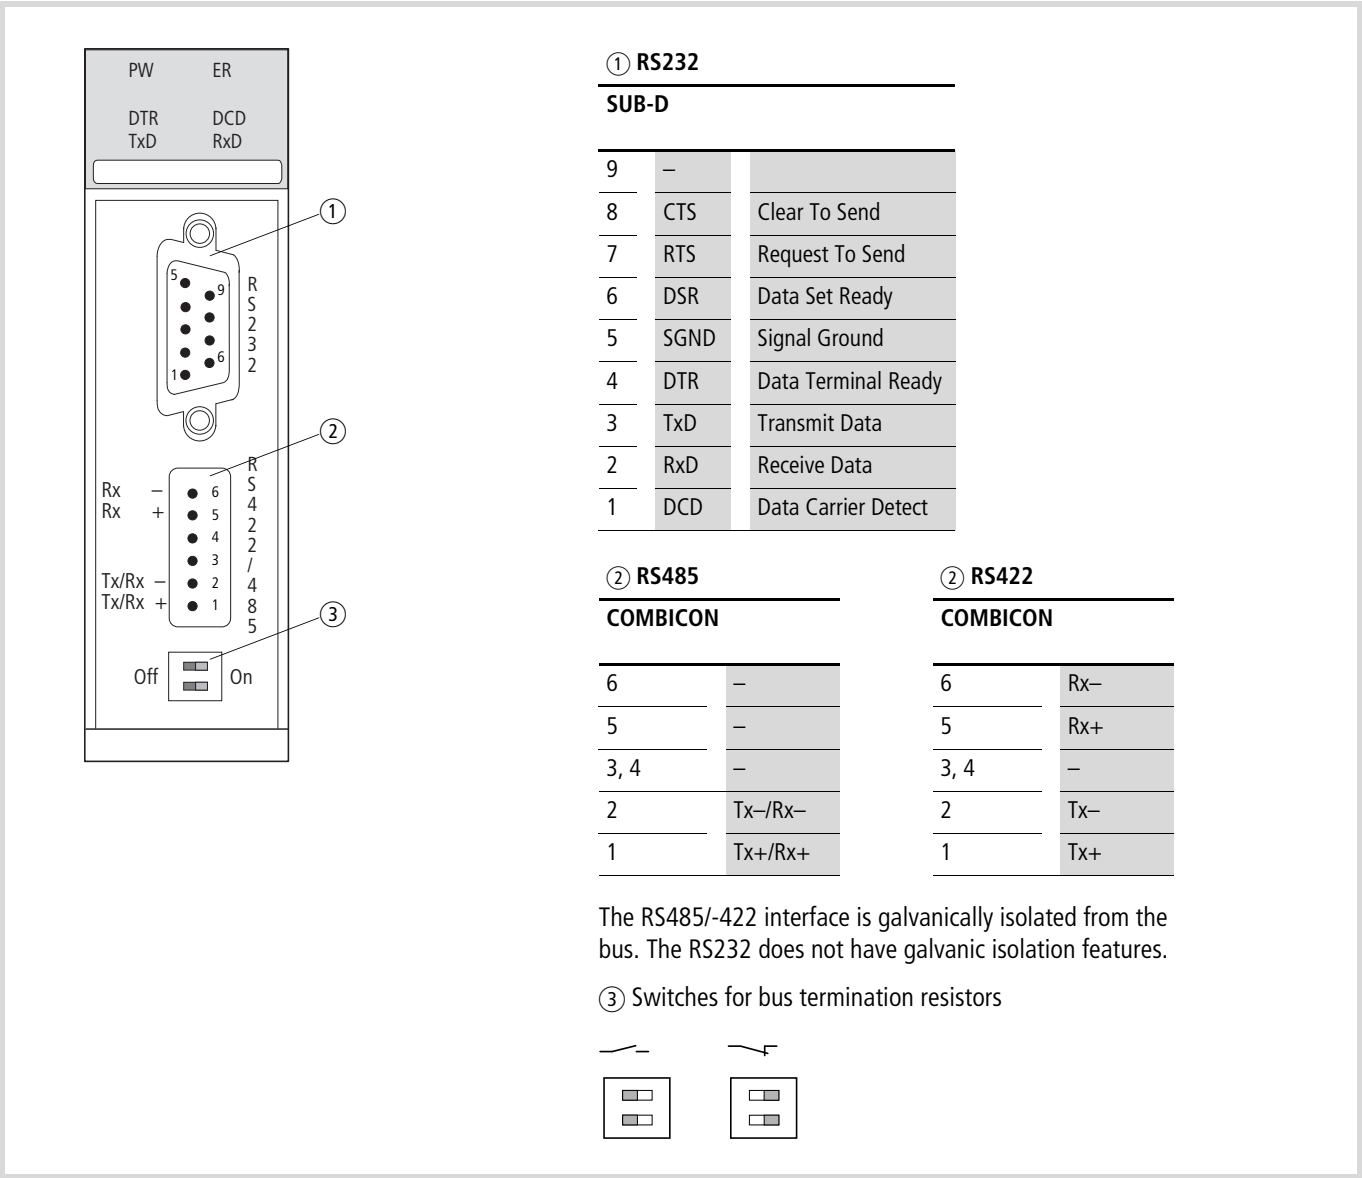 PW ER
DTR DCD
TxD RxD
1
5
9
6
1
RS232
2
RS422/485
Rx – 6
Rx + 5
4
3
Tx/Rx – 2
Tx/Rx + 1
3
Off On
1 RS232
SUB-D
9 –
8 CTS Clear To Send
7 RTS Request To Send
6 DSR Data Set Ready
5 SGND Signal Ground
4 DTR Data Terminal Ready
3 TxD Transmit Data
2 RxD Receive Data
1 DCD Data Carrier Detect
2 RS485
COMBICON
6 –
5 –
3, 4 –
2 Tx–/Rx–
1 Tx+/Rx+
2 RS422
COMBICON
6 Rx–
5 Rx+
3, 4 –
2 Tx–
1 Tx+
The RS485/-422 interface is galvanically isolated from the
bus. The RS232 does not have galvanic isolation features.
3 Switches for bus termination resistors